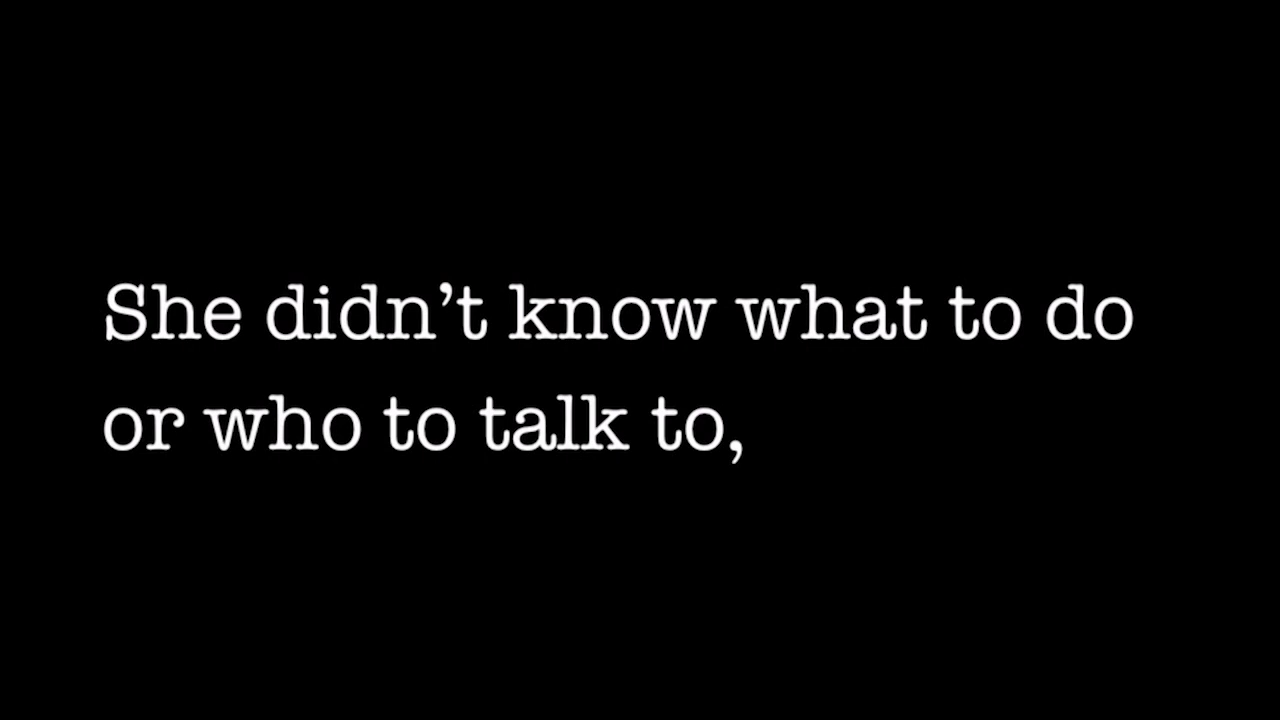 She didn’t know what to do
or who to talk to,